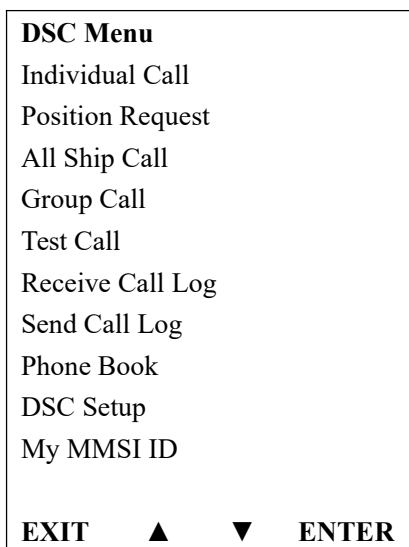 DSC Menu
Individual Call
Position Request
All Ship Call
Group Call
Test Call
Receive Call Log
Send Call Log
Phone Book
DSC Setup
My MMSI ID
EXIT ▲ ▼ ENTER